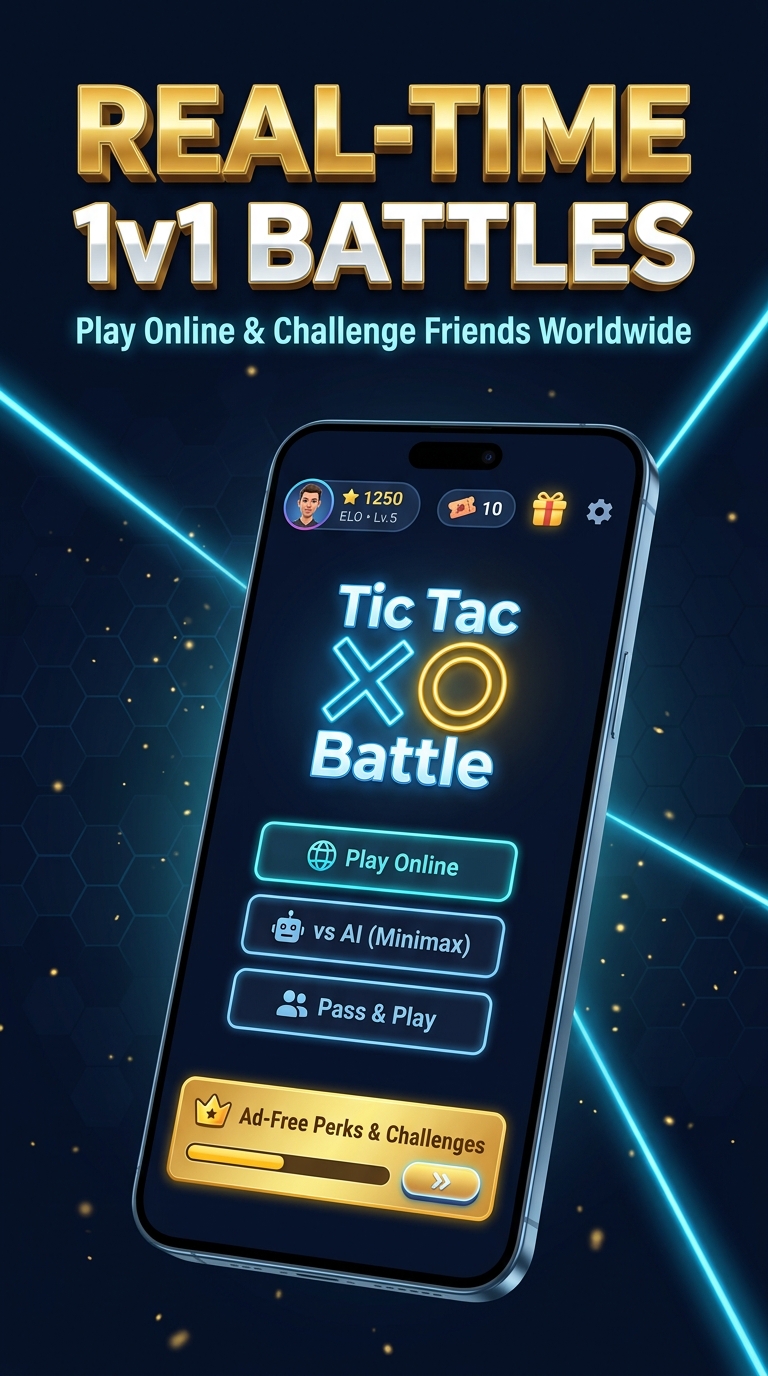 REAL-TIME
1v1 BATTLES
Play Online & Challenge Friends Worldwide
1250
ELO • Lv.5
10
Tic Tac
XO
Battle
Play Online
vs AI (Minimax)
Pass & Play
Ad-Free Perks & Challenges